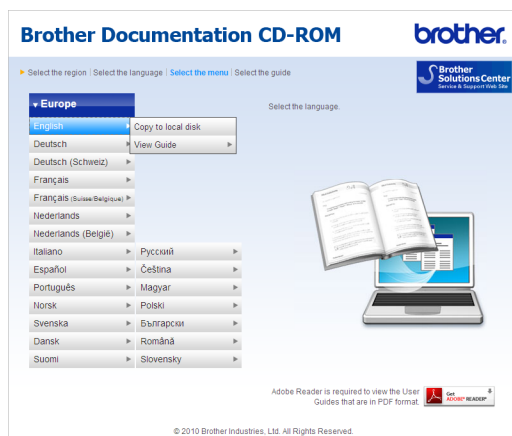 Brother Documentation CD-ROM
brother.
Select the region | Select the language | Select the menu | Select the guide
Brother
SolutionsCenter
Service & Support Web Site
Europe
Select the language.
English
Copy to local disk
Deutsch
View Guide
Deutsch (Schweiz)
Français
Français (Suisse/Belgique)
Nederlands
Nederlands (België)
Italiano
Русский
Español
Čeština
Português
Magyar
Norsk
Polski
Svenska
Български
Dansk
Română
Suomi
Slovensky
Adobe Reader is required to view the User
Guides that are in PDF format.
Get
ADOBE® READER®
© 2010 Brother Industries, Ltd. All Rights Reserved.